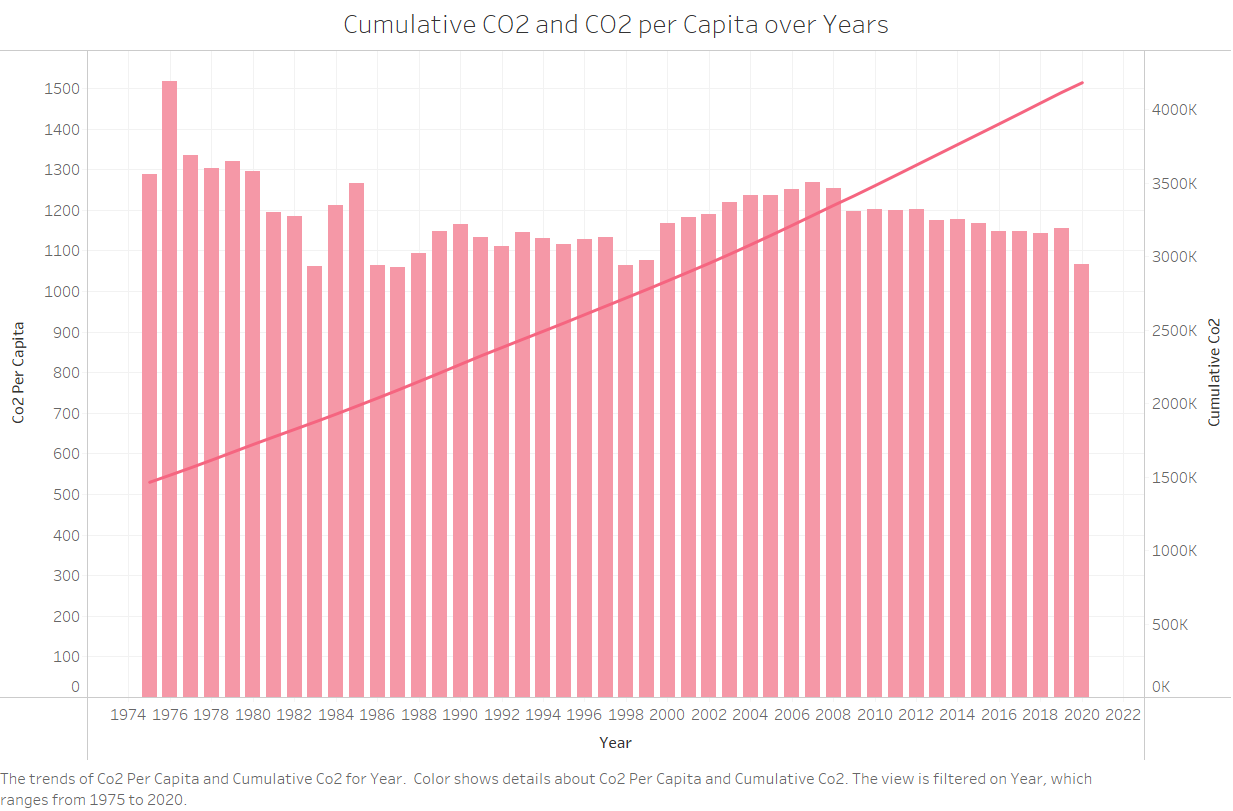 Cumulative CO2 and CO2 per Capita over Years
1500
1400
1300
1200
1100
1000
900
800
700
600
500
400
300
200
100
0
Co2 Per Capita
4000K
3500K
3000K
2500K
2000K
1500K
1000K
500K
0K
Cumulative Co2
1974 1976 1978 1980 1982 1984 1986 1988 1990 1992 1994 1996 1998 2000 2002 2004 2006 2008 2010 2012 2014 2016 2018 2020 2022
Year
The trends of Co2 Per Capita and Cumulative Co2 for Year.  Color shows details about Co2 Per Capita and Cumulative Co2. The view is filtered on Year, which
ranges from 1975 to 2020.